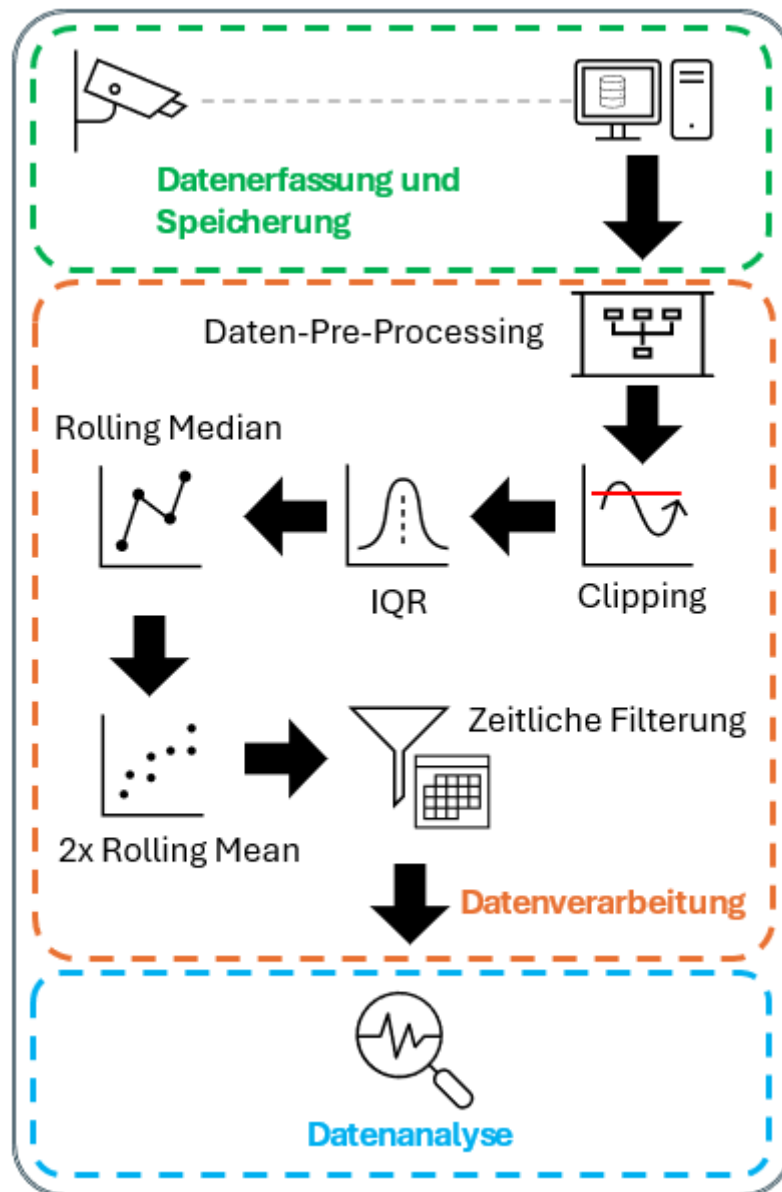 Datenerfassung und
Speicherung
Daten-Pre-Processing
Rolling Median
IQR
Clipping
Zeitliche Filterung
2x Rolling Mean
Datenverarbeitung
Datenanalyse